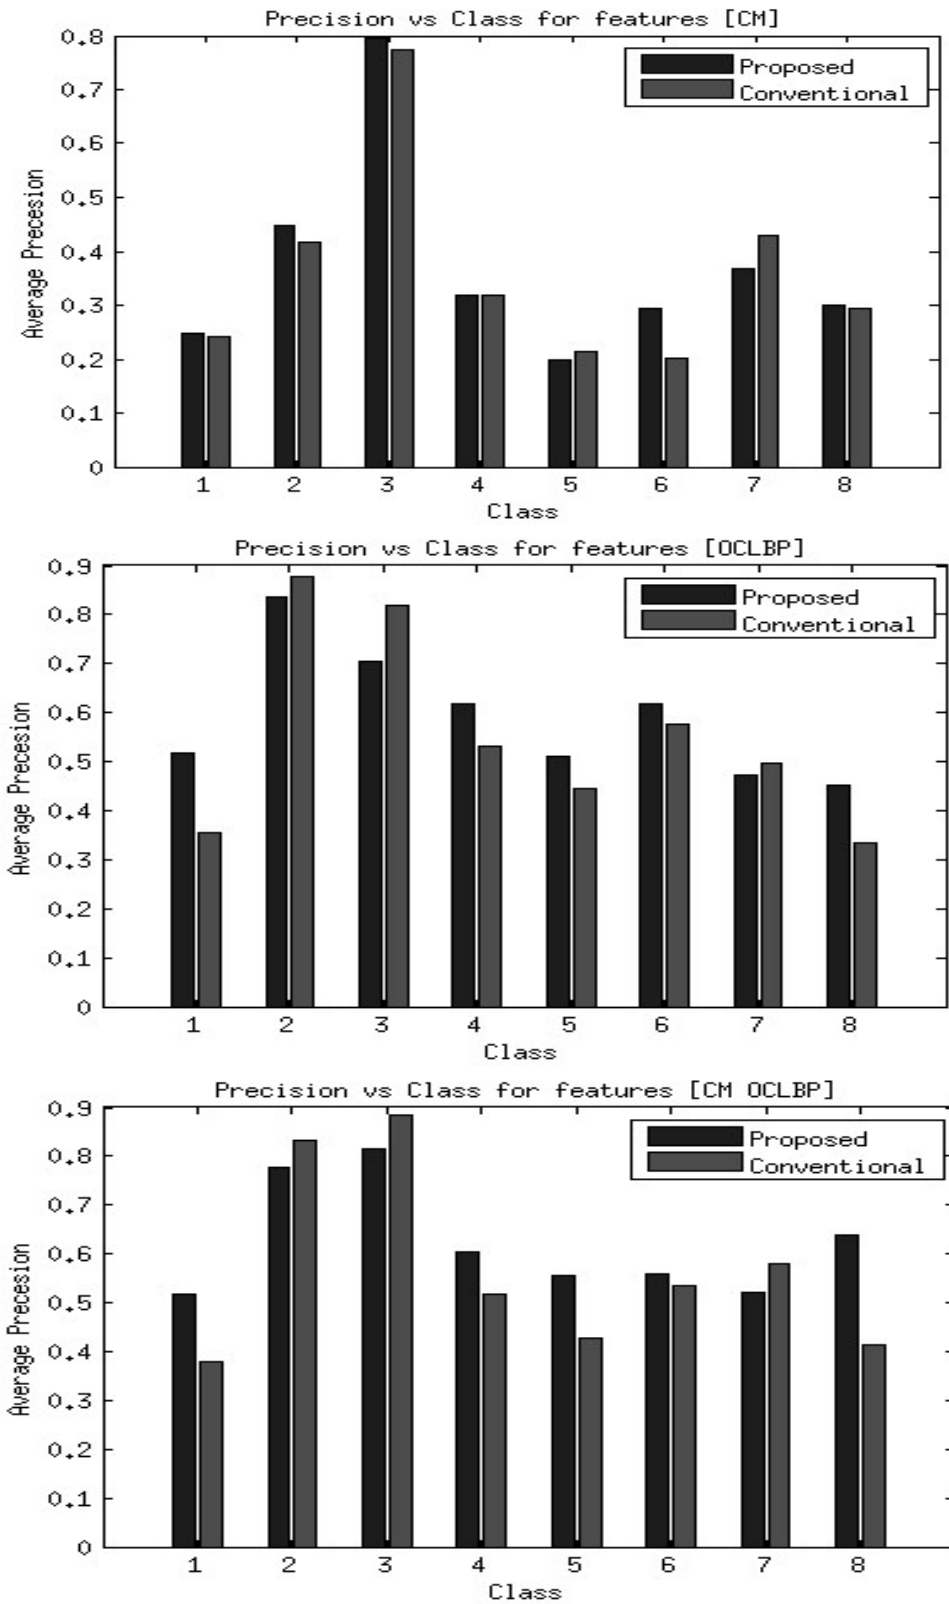 Precision vs Class for features [CM]
Average Precesion
0.8
0.7
0.6
0.5
0.4
0.3
0.2
0.1
0
Proposed
Conventional
1 2 3 4 5 6 7 8
Class
Precision vs Class for features [OCLBP]
Average Precesion
0.9
0.8
0.7
0.6
0.5
0.4
0.3
0.2
0.1
0
Proposed
Conventional
1 2 3 4 5 6 7 8
Class
Precision vs Class for features [CM OCLBP]
Average Precesion
0.9
0.8
0.7
0.6
0.5
0.4
0.3
0.2
0.1
0
Proposed
Conventional
1 2 3 4 5 6 7 8
Class